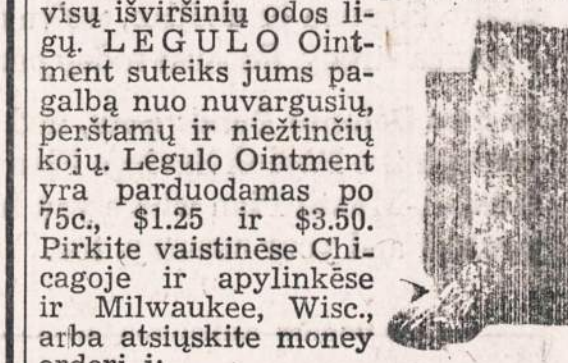 visų išviršinių odos li-
gų. LEGULO Oint-
ment suteiks jums pa-
galbą nuo nuvargusių,
perštamų ir niežtinčių
kojų. Legulo Ointment
yra parduodamas po
75c., $1.25 ir $3.50.
Pirkite vaistinėse Chi-
cagoje ir apylinkėse
ir Milwaukee, Wisc.,
arba atsiųskite money
orderį į: